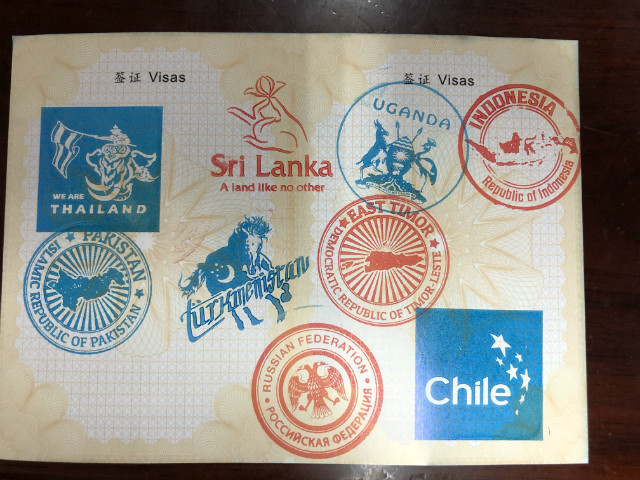 签证 Visas
签证 Visas
WE ARE
THAILAND
Sri Lanka
A land like no other
UGANDA
INDONESIA
Republic of Indonesia
PAKISTAN
ISLAMIC REPUBLIC OF PAKISTAN
türkmenistan
EAST TIMOR
DEMOCRATIC REPUBLIC OF TIMOR-LESTE
RUSSIAN FEDERATION
РОССИЙСКАЯ ФЕДЕРАЦИЯ
Chile